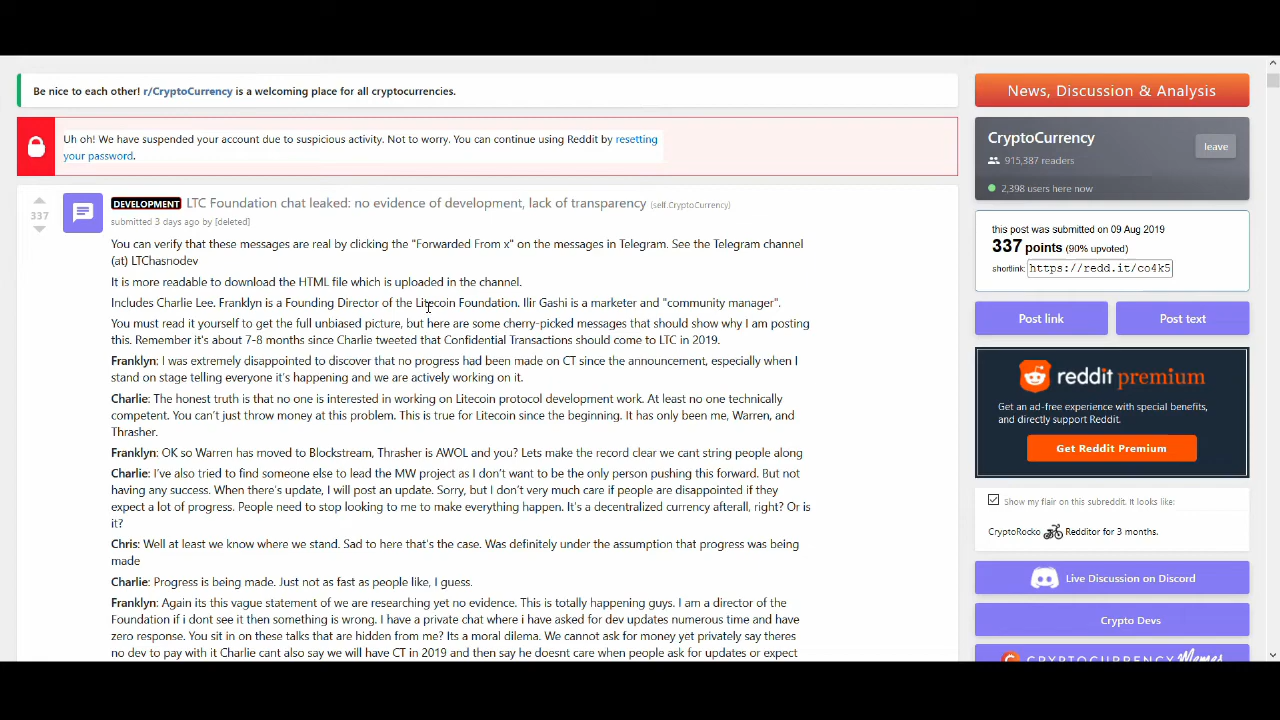 Be nice to each other! r/CryptoCurrency is a welcoming place for all cryptocurrencies.
Uh oh! We have suspended your account due to suspicious activity. Not to worry. You can continue using Reddit by resetting
your password.
337
DEVELOPMENT LTC Foundation chat leaked: no evidence of development, lack of transparency (self.CryptoCurrency)
submitted 3 days ago by [deleted]
You can verify that these messages are real by clicking the "Forwarded From x" on the messages in Telegram. See the Telegram channel
(at) LTChasnodev
It is more readable to download the HTML file which is uploaded in the channel.
Includes Charlie Lee. Franklyn is a Founding Director of the Litecoin Foundation. Ilir Gashi is a marketer and "community manager".
You must read it yourself to get the full unbiased picture, but here are some cherry-picked messages that should show why I am posting
this. Remember it's about 7-8 months since Charlie tweeted that Confidential Transactions should come to LTC in 2019.
Franklyn: I was extremely disappointed to discover that no progress had been made on CT since the announcement, especially when I
stand on stage telling everyone it's happening and we are actively working on it.
Charlie: The honest truth is that no one is interested in working on Litecoin protocol development work. At least no one technically
competent. You can't just throw money at this problem. This is true for Litecoin since the beginning. It has only been me, Warren, and
Thrasher.
Franklyn: OK so Warren has moved to Blockstream, Thrasher is AWOL and you? Lets make the record clear we cant string people along
Charlie: I've also tried to find someone else to lead the MW project as I don't want to be the only person pushing this forward. But not
having any success. When there's update, I will post an update. Sorry, but I don't very much care if people are disappointed if they
expect a lot of progress. People need to stop looking to me to make everything happen. It's a decentralized currency afterall, right? Or is
it?
Chris: Well at least we know where we stand. Sad to here that's the case. Was definitely under the assumption that progress was being
made
Charlie: Progress is being made. Just not as fast as people like, I guess.
Franklyn: Again its this vague statement of we are researching yet no evidence. This is totally happening guys. I am a director of the
Foundation if i dont see it then something is wrong. I have a private chat where i have asked for dev updates numerous time and have
zero response. You sit in on these talks that are hidden from me? Its a moral dilema. We cannot ask for money yet privately say theres
no dev to pay with it Charlie cant also say we will have CT in 2019 and then say he doesnt care when people ask for updates or expect
News, Discussion & Analysis
CryptoCurrency
leave
915,387 readers
2,398 users here now
this post was submitted on 09 Aug 2019
337 points (90% upvoted)
shortlink: https://redd.it/co4k5
Post link
Post text
reddit premium
Get an ad-free experience with special benefits,
and directly support Reddit.
Get Reddit Premium
Show my flair on this subreddit. It looks like:
CryptoRocko Redditor for 3 months.
Live Discussion on Discord
Crypto Devs
CRYPTOCURRENCY Memes